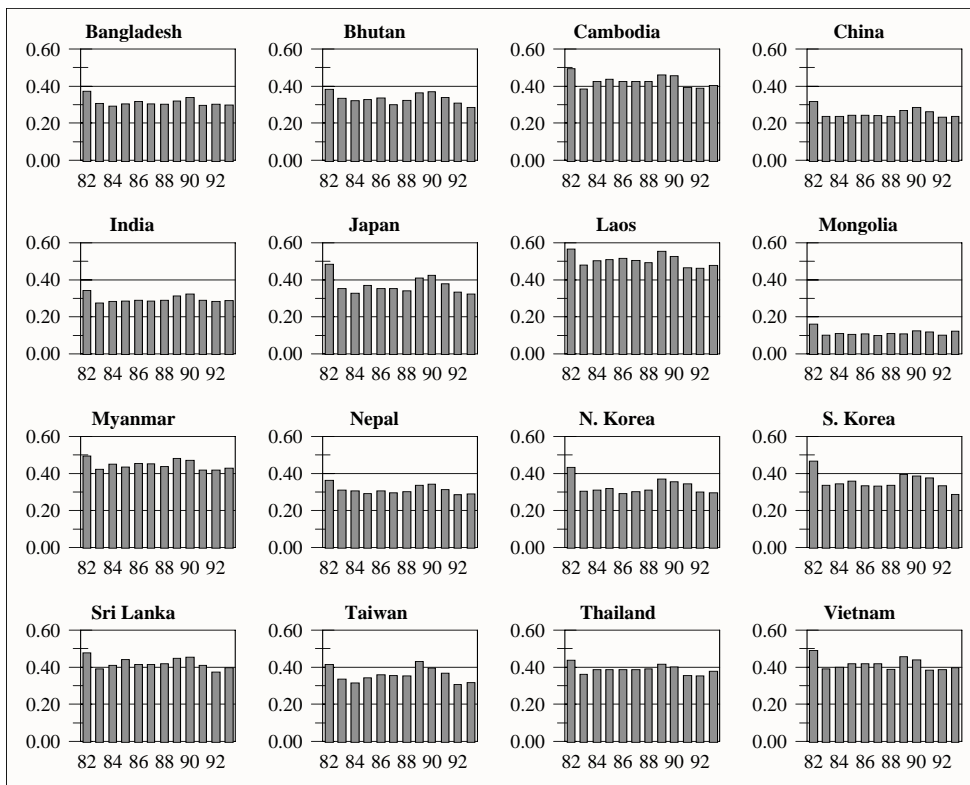 Bangladesh Bhutan Cambodia China
0.60 0.60 0.60 0.60
0.40 0.40 0.40 0.40
0.20 0.20 0.20 0.20
0.00 0.00 0.00 0.00
82 84 86 88 90 92 82 84 86 88 90 92 82 84 86 88 90 92 82 84 86 88 90 92
India Japan Laos Mongolia
0.60 0.60 0.60 0.60
0.40 0.40 0.40 0.40
0.20 0.20 0.20 0.20
0.00 0.00 0.00 0.00
82 84 86 88 90 92 82 84 86 88 90 92 82 84 86 88 90 92 82 84 86 88 90 92
Myanmar Nepal N. Korea S. Korea
0.60 0.60 0.60 0.60
0.40 0.40 0.40 0.40
0.20 0.20 0.20 0.20
0.00 0.00 0.00 0.00
82 84 86 88 90 92 82 84 86 88 90 92 82 84 86 88 90 92 82 84 86 88 90 92
Sri Lanka Taiwan Thailand Vietnam
0.60 0.60 0.60 0.60
0.40 0.40 0.40 0.40
0.20 0.20 0.20 0.20
0.00 0.00 0.00 0.00
82 84 86 88 90 92 82 84 86 88 90 92 82 84 86 88 90 92 82 84 86 88 90 92